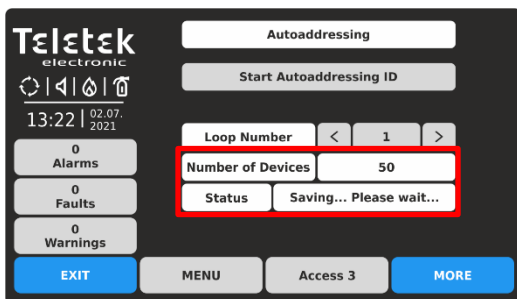 Teletek
electronic
13:22 02.07.
2021
0
Alarms
0
Faults
0
Warnings
Autoaddressing
Start Autoaddressing ID
Loop Number < 1 >
Number of Devices 50
Status Saving... Please wait...
EXIT MENU Access 3 MORE